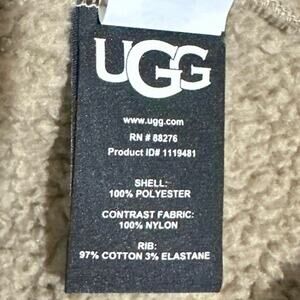 UGG
www.ugg.com
RN # 88276
Product ID# 1119481
SHELL:
100% POLYESTER
CONTRAST FABRIC:
100% NYLON
RIB:
97% COTTON 3% ELASTANE